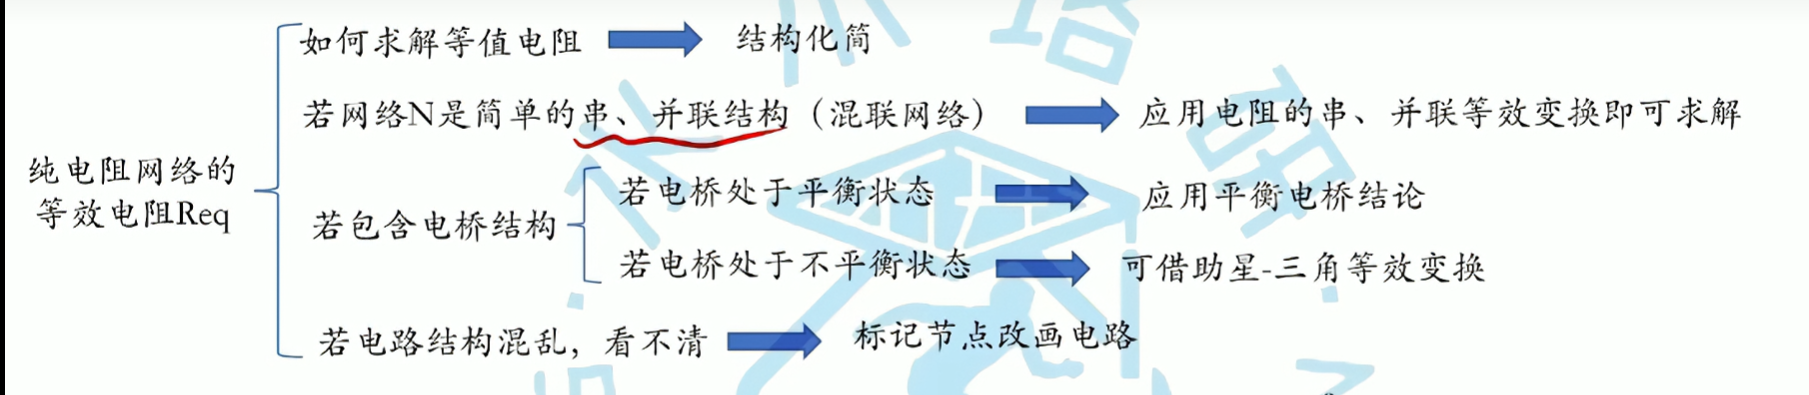 如何求解等值电阻 结构化简
若网络N是简单的串、并联结构（混联网络） 应用电阻的串、并联等效变换即可求解
纯电阻网络的
等效电阻Req
若包含电桥结构
若电桥处于平衡状态 应用平衡电桥结论
若电桥处于不平衡状态 可借助星-三角等效变换
若电路结构混乱，看不清 标记节点改画电路